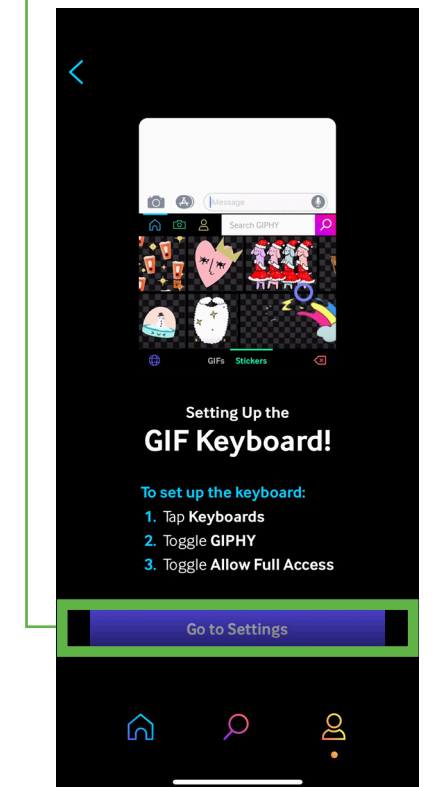 Message
Search GIPHY
GIFs Stickers
Setting Up the
GIF Keyboard!
To set up the keyboard:
1. Tap Keyboards
2. Toggle GIPHY
3. Toggle Allow Full Access
Go to Settings